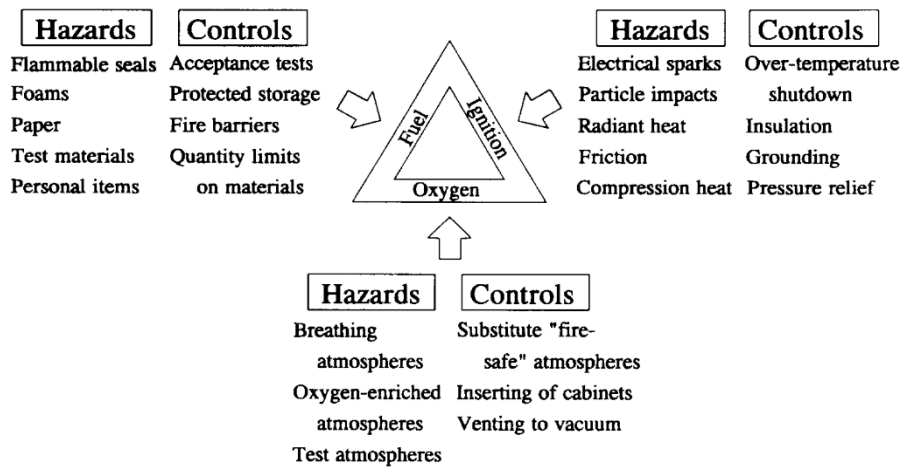 Hazards Controls
Flammable seals Acceptance tests
Foams Protected storage
Paper Fire barriers
Test materials Quantity limits
Personal items on materials
Fuel
Ignition
Oxygen
Hazards Controls
Electrical sparks Over-temperature
Particle impacts shutdown
Radiant heat Insulation
Friction Grounding
Compression heat Pressure relief
Hazards Controls
Breathing Substitute "fire-
atmospheres safe" atmospheres
Oxygen-enriched Inserting of cabinets
atmospheres Venting to vacuum
Test atmospheres